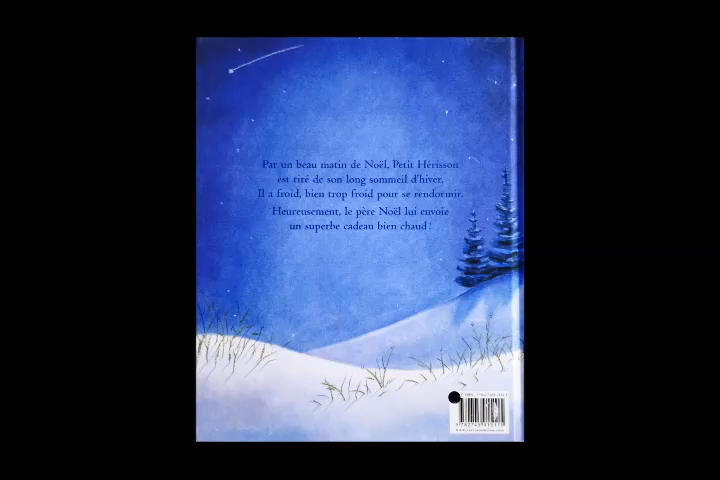 Par un beau matin de Noël, Petit Hérisson
est tiré de son long sommeil d'hiver.
Il a froid, bien trop froid pour se rendormir.
Heureusement, le père Noël lui envoie
un superbe cadeau bien chaud !